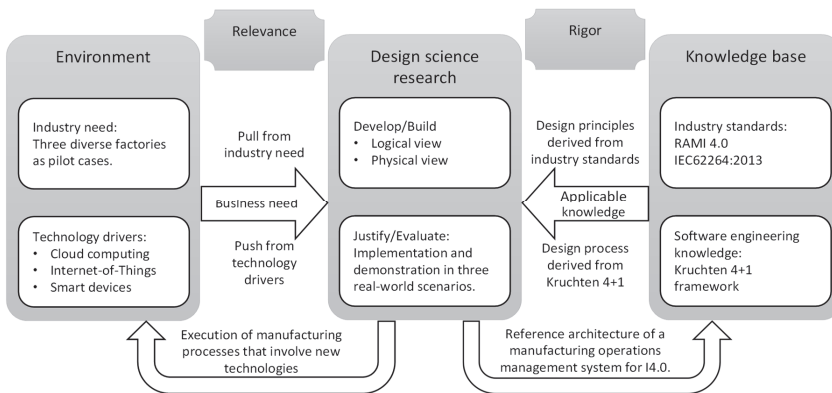 Relevance
Rigor
Environment
Industry need:
Three diverse factories
as pilot cases.
Technology drivers:
• Cloud computing
• Internet-of-Things
• Smart devices
Pull from
industry need
Business need
Push from
technology
drivers
Design science
research
Develop/Build
• Logical view
• Physical view
Justify/Evaluate:
Implementation and
demonstration in three
real-world scenarios.
Design principles
derived from
industry standards
Applicable
knowledge
Design process
derived from
Kruchten 4+1
Knowledge base
Industry standards:
RAMI 4.0
IEC62264:2013
Software engineering
knowledge:
Kruchten 4+1
framework
Execution of manufacturing
processes that involve new
technologies
Reference architecture of a
manufacturing operations
management system for I4.0.